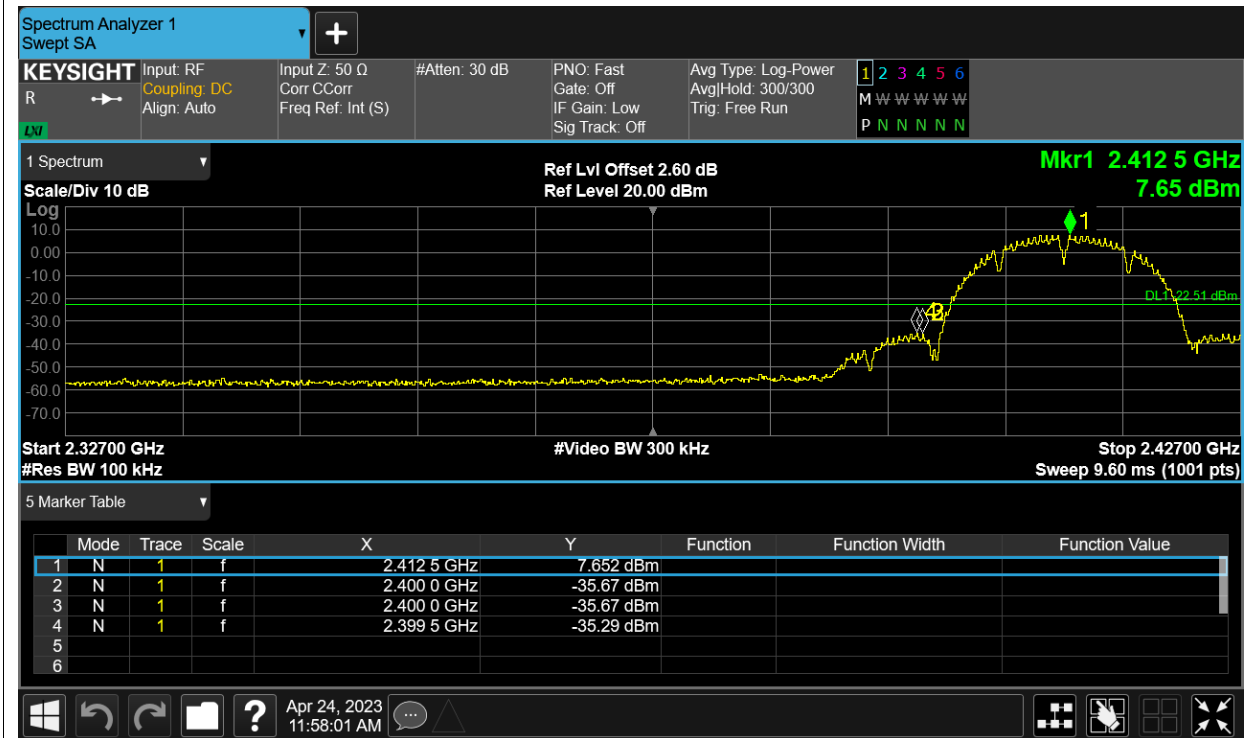 Spectrum Analyzer 1
Swept SA
+
KEYSIGHT Input: RF Input Z: 50 Ω #Atten: 30 dB PNO: Fast Avg Type: Log-Power 1 2 3 4 5 6
R Coupling: DC Corr CCorr Gate: Off Avg|Hold: 300/300 M W W W W W W
Align: Auto Freq Ref: Int (S) IF Gain: Low Trig: Free Run
LXI Sig Track: Off P N N N N N N
1 Spectrum Ref Lvl Offset 2.60 dB Mkr1 2.412 5 GHz
Scale/Div 10 dB Ref Level 20.00 dBm 7.65 dBm
Log
1
10.0
0.00
-10.0
-20.0
DL1 -22.51 dBm
-30.0
-40.0
-50.0
-60.0
-70.0
Start 2.32700 GHz #Video BW 300 kHz Stop 2.42700 GHz
#Res BW 100 kHz Sweep 9.60 ms (1001 pts)
5 Marker Table
Mode Trace Scale X Y Function Function Width Function Value
1 N 1 f 2.412 5 GHz 7.652 dBm
2 N 1 f 2.400 0 GHz -35.67 dBm
3 N 1 f 2.400 0 GHz -35.67 dBm
4 N 1 f 2.399 5 GHz -35.29 dBm
5
6
? Apr 24, 2023
11:58:01 AM